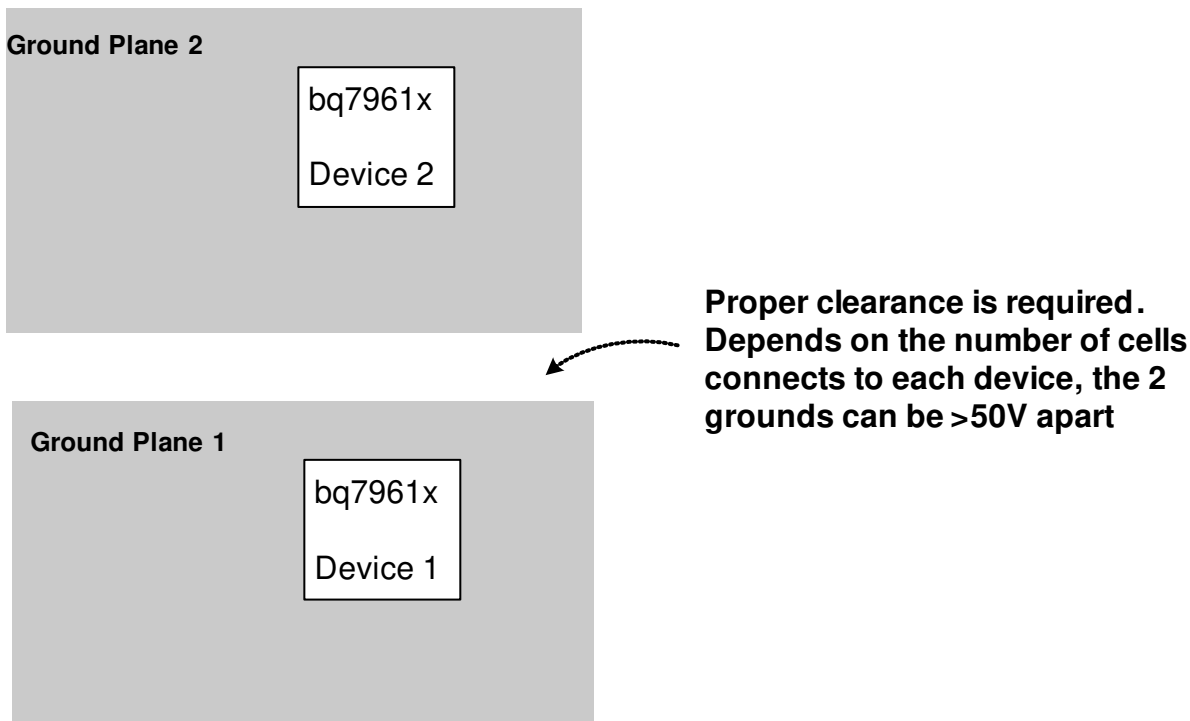 Ground Plane 2
bq7961x
Device 2
Proper clearance is required.
Depends on the number of cells
connects to each device, the 2
grounds can be >50V apart
Ground Plane 1
bq7961x
Device 1